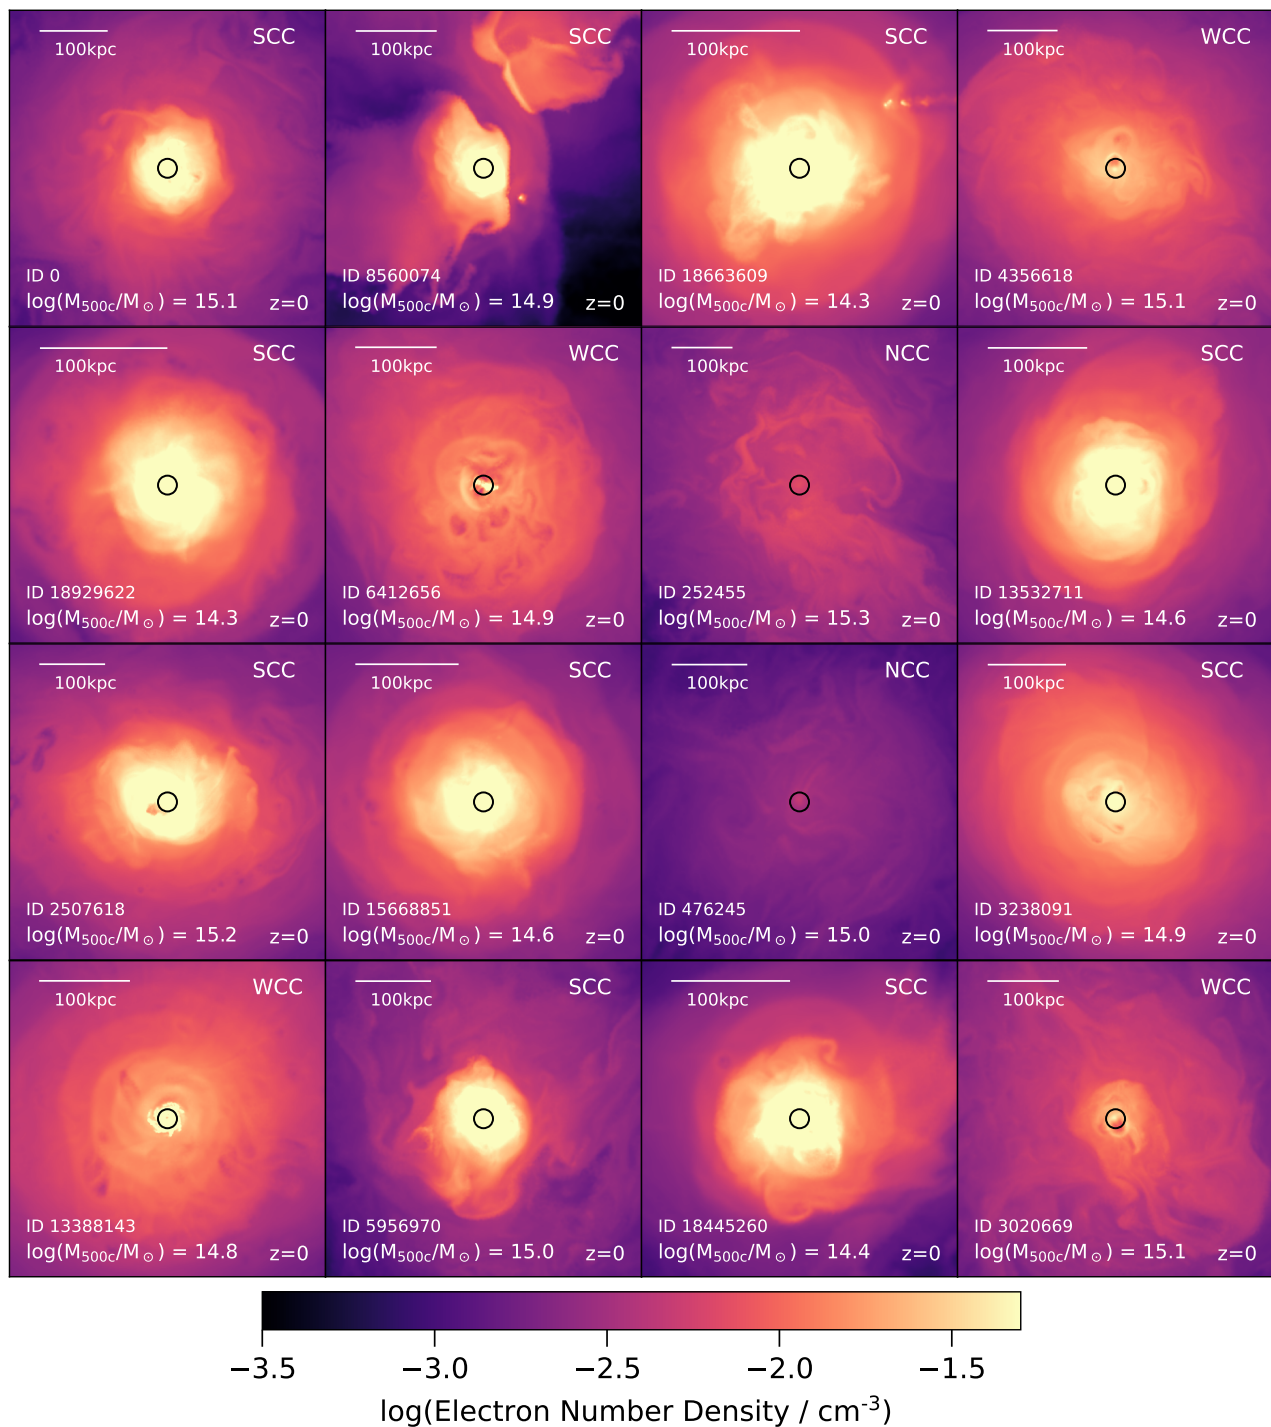 100kpc SCC
ID 0
log(M500c/M⊙) = 15.1 z=0
100kpc SCC
ID 8560074
log(M500c/M⊙) = 14.9 z=0
100kpc SCC
ID 18663609
log(M500c/M⊙) = 14.3 z=0
100kpc WCC
ID 4356618
log(M500c/M⊙) = 15.1 z=0
100kpc SCC
ID 18929622
log(M500c/M⊙) = 14.3 z=0
100kpc WCC
ID 6412656
log(M500c/M⊙) = 14.9 z=0
100kpc NCC
ID 252455
log(M500c/M⊙) = 15.3 z=0
100kpc SCC
ID 13532711
log(M500c/M⊙) = 14.6 z=0
100kpc SCC
ID 2507618
log(M500c/M⊙) = 15.2 z=0
100kpc SCC
ID 15668851
log(M500c/M⊙) = 14.6 z=0
100kpc NCC
ID 476245
log(M500c/M⊙) = 15.0 z=0
100kpc SCC
ID 3238091
log(M500c/M⊙) = 14.9 z=0
100kpc WCC
ID 13388143
log(M500c/M⊙) = 14.8 z=0
100kpc SCC
ID 5956970
log(M500c/M⊙) = 15.0 z=0
100kpc SCC
ID 18445260
log(M500c/M⊙) = 14.4 z=0
100kpc WCC
ID 3020669
log(M500c/M⊙) = 15.1 z=0
−3.5 −3.0 −2.5 −2.0 −1.5
log(Electron Number Density / cm-3)